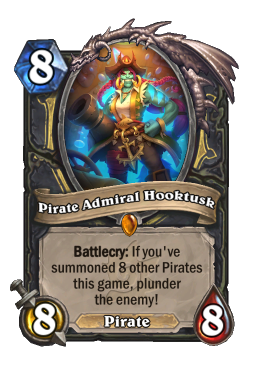 8
Pirate Admiral Hooktusk
Battlecry: If you've
summoned 8 other Pirates
this game, plunder
the enemy!
8
Pirate
8